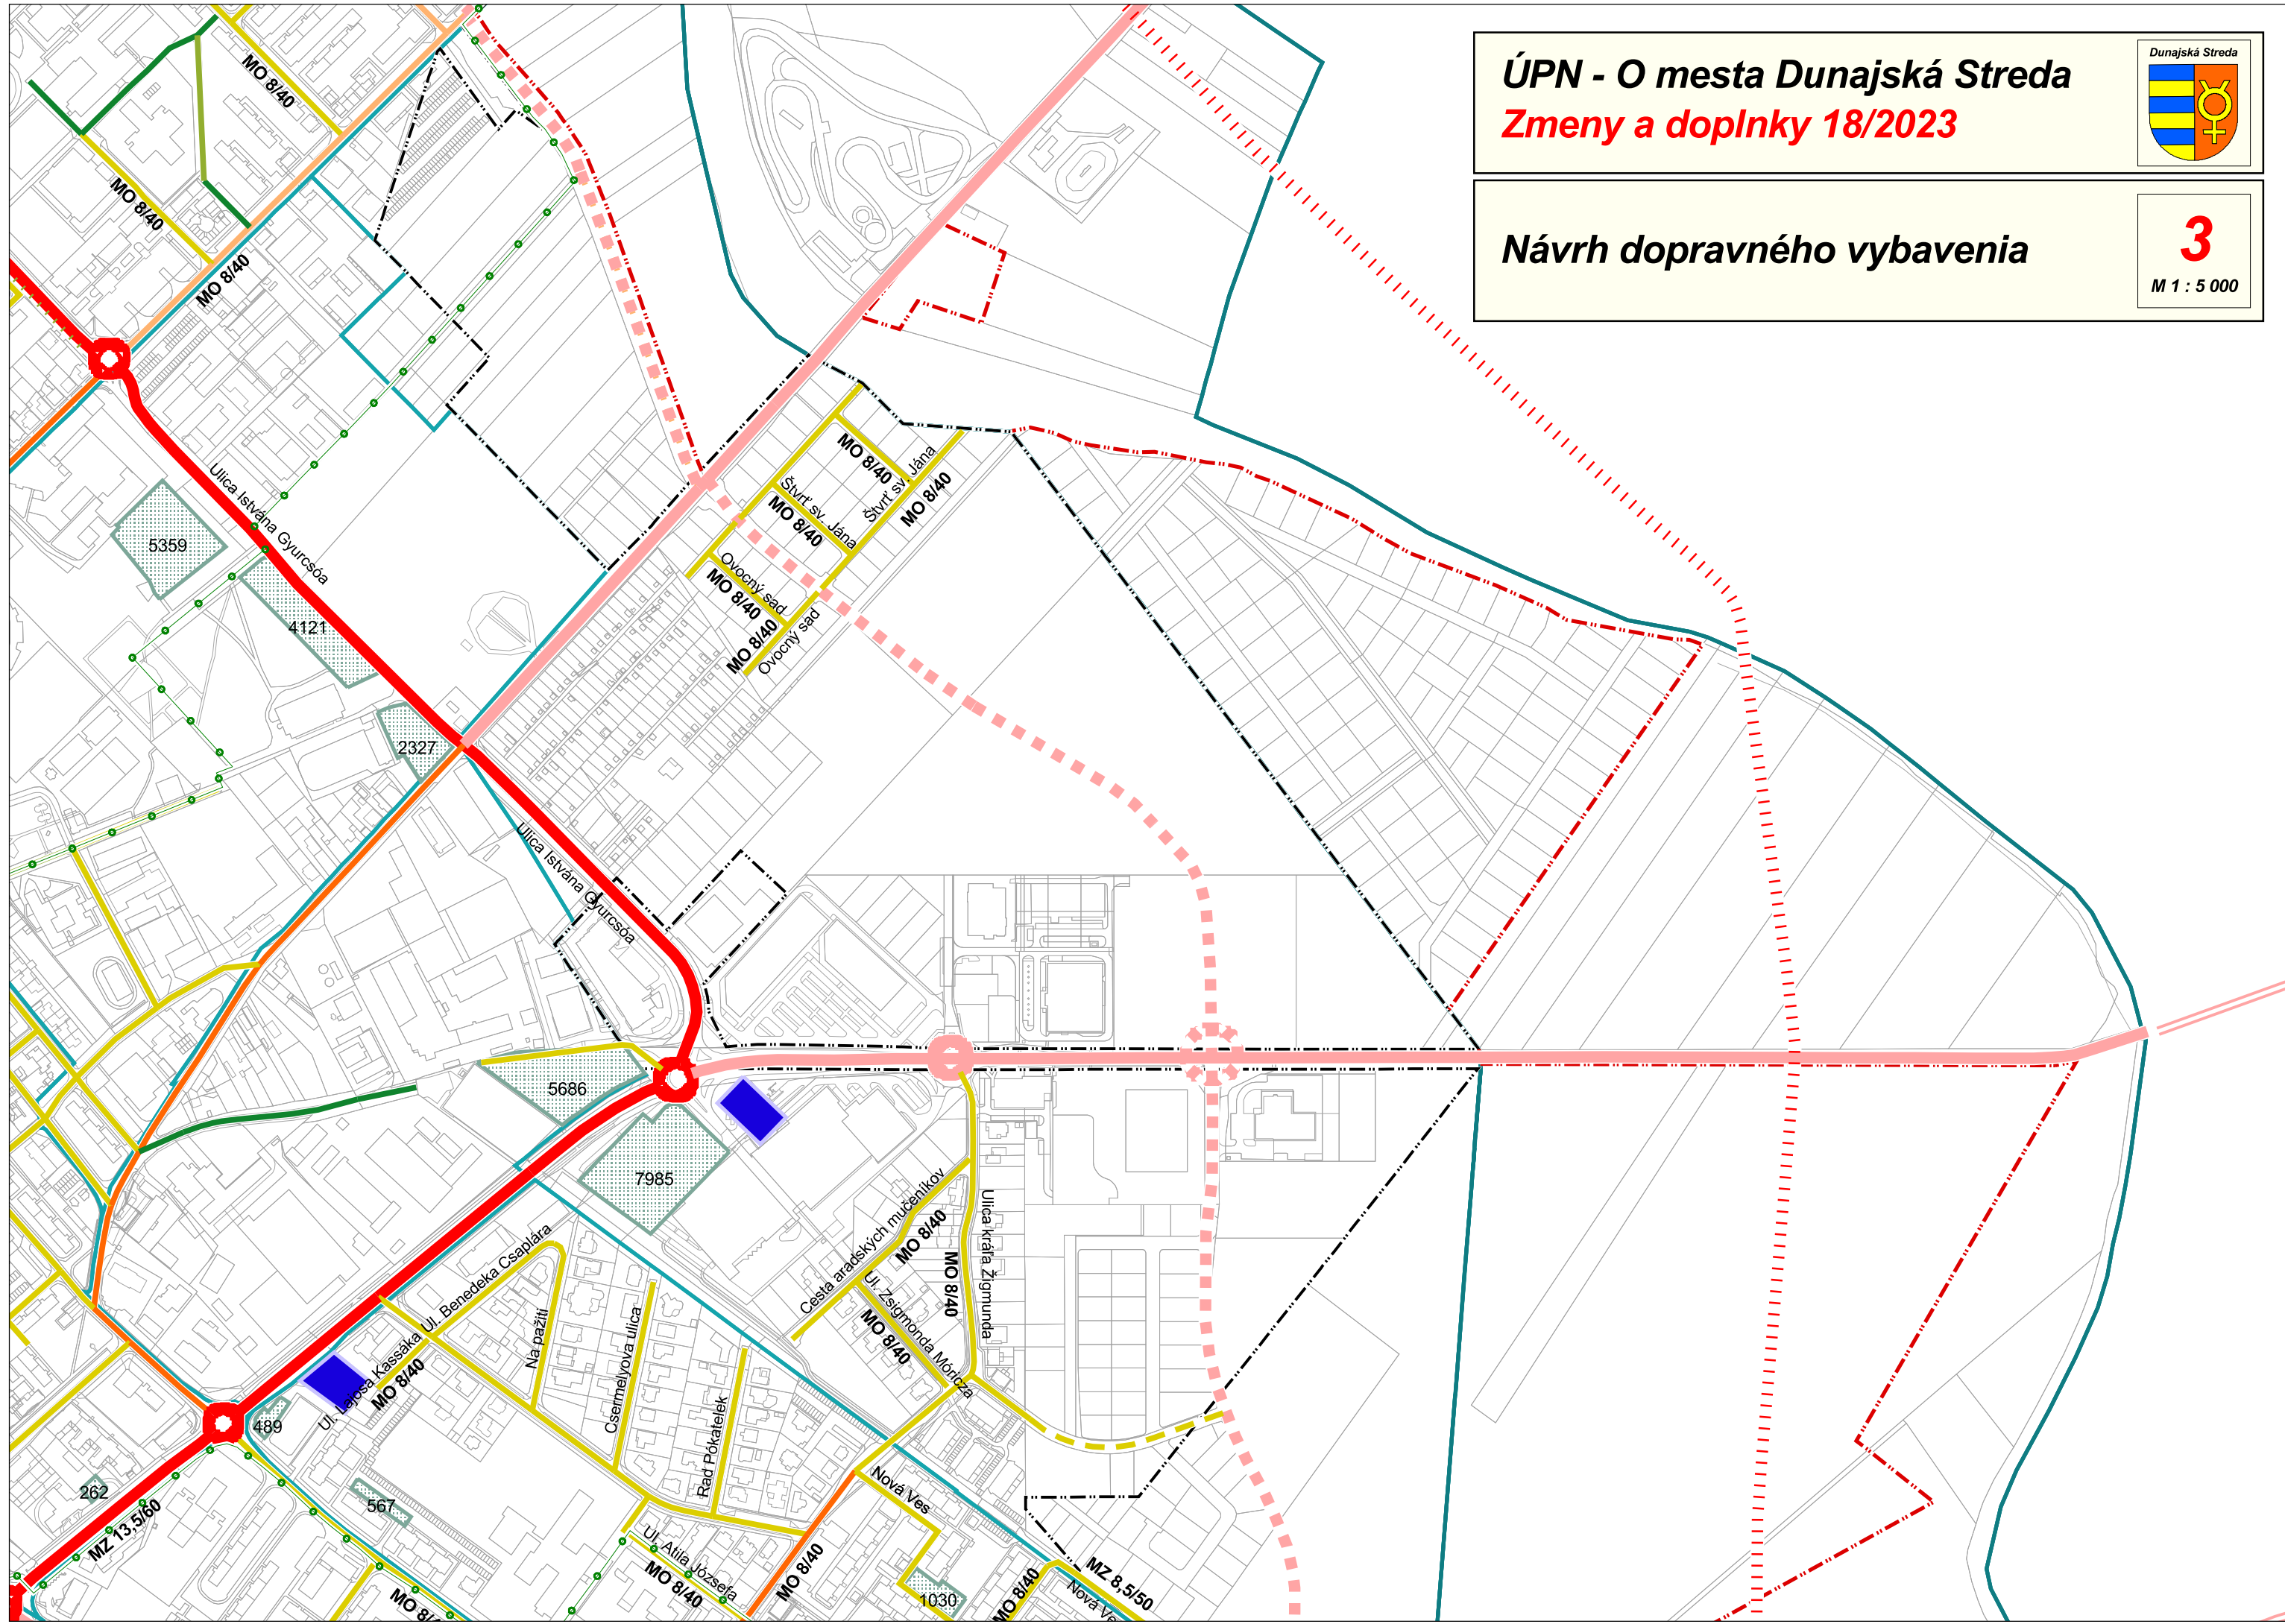 ÚPN - O mesta Dunajská Streda
Zmeny a doplnky 18/2023
Dunajská Streda
Návrh dopravného vybavenia
3
M 1 : 5 000
MO 8/40
MO 8/40
MO 8/40
Ulica Istvána Gyurcsóa
5359
4121
2327
MO 8/40
Štvrť sv. Jána
MO 8/40
Štvrť sv. Jána
MO 8/40
Ovocný sad
MO 8/40
MO 8/40
Ovocný sad
Ulica Istvána Gyurcsóa
5686
7985
Cesta aradských mučeníkov
MO 8/40
MO 8/40
Ulica kráľa Žigmunda
Ul. Zsigmonda Móricza
MO 8/40
Ul. Benedeka Csaplára
Na pažiti
Csermelyova ulica
Rad Pókatelek
Ul. Lajosa Kassáka
MO 8/40
489
262
567
MZ 13,5/60
MO 8/4
Nová Ves
Ul. Atila Józsefa
MO 8/40
MO 8/40
1030
MO 8/40
MZ 8,5/50
Nová Ve